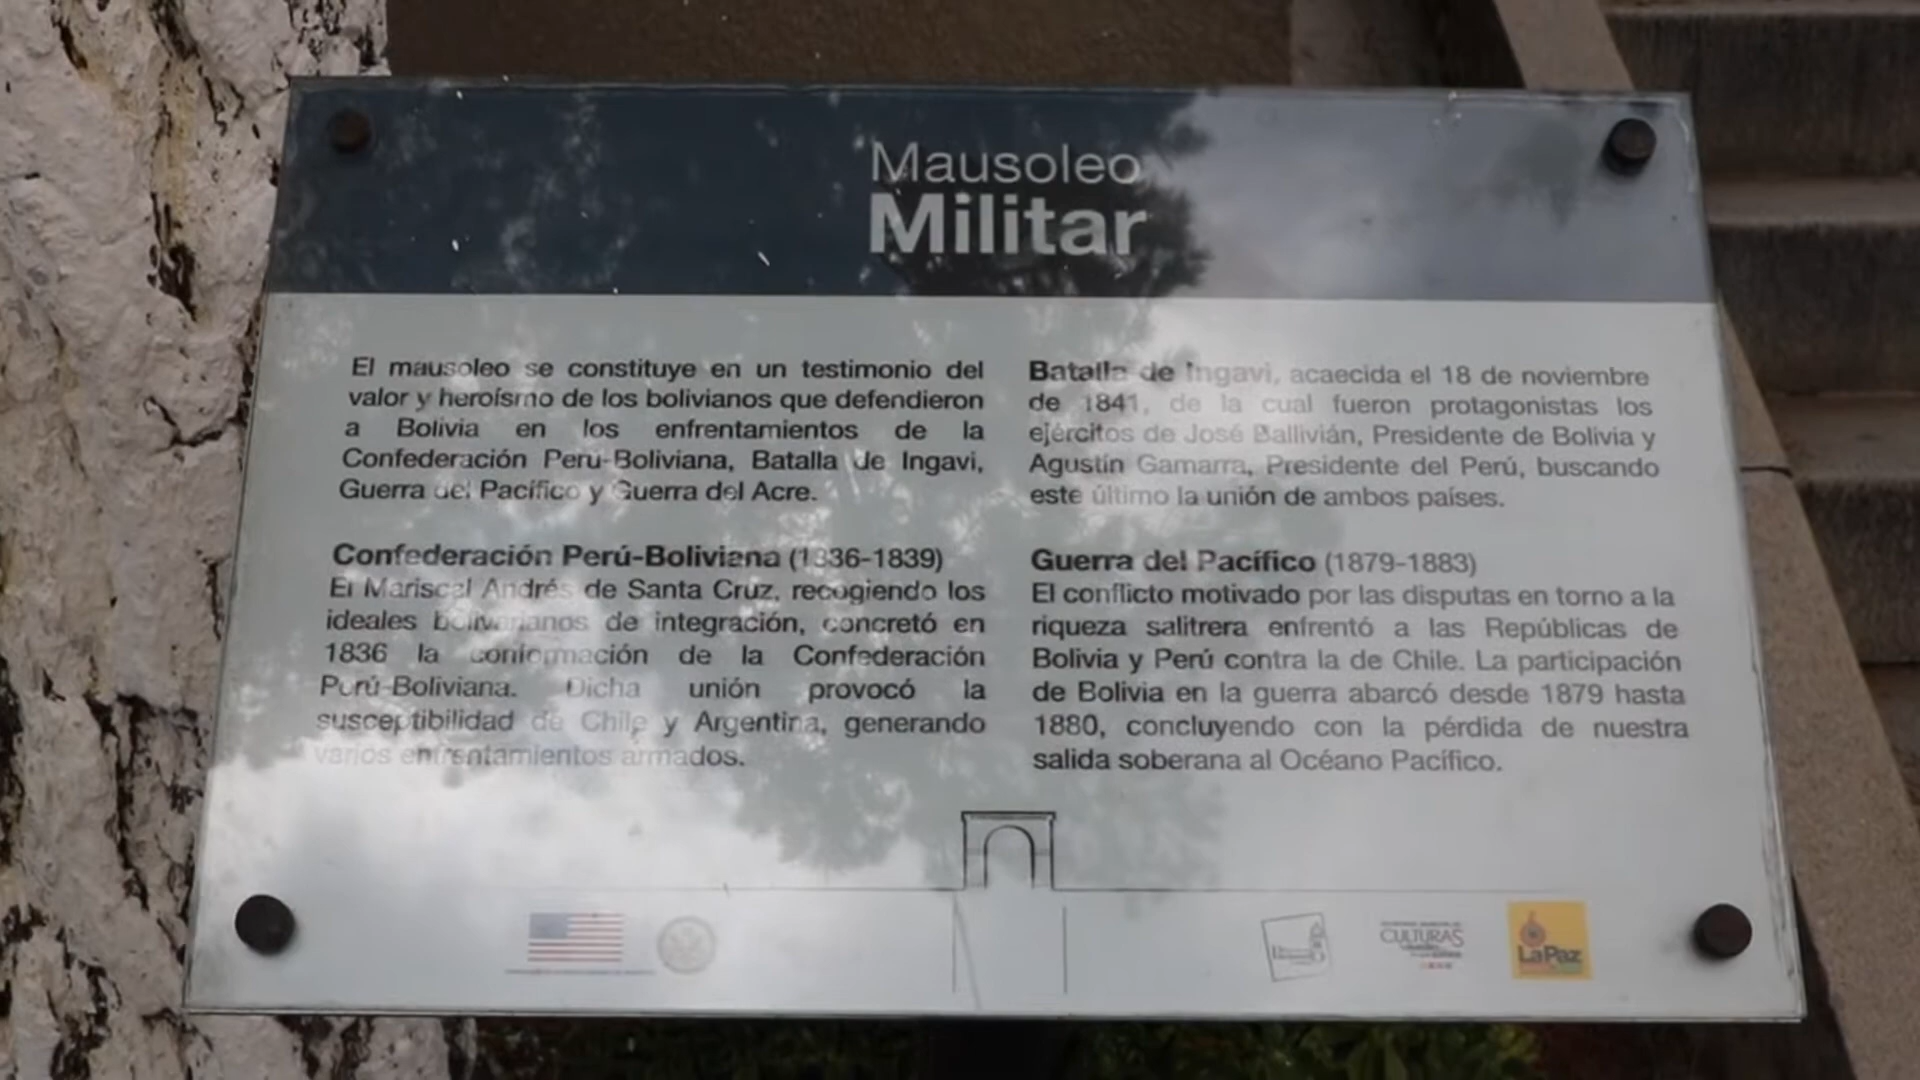 Mausoleo
Militar
El mausoleo se constituye en un testimonio del
valor y heroísmo de los bolivianos que defendieron
a Bolivia en los enfrentamientos de la
Confederación Perú-Boliviana, Batalla de Ingavi,
Guerra del Pacífico y Guerra del Acre.
Confederación Perú-Boliviana (1836-1839)
El Mariscal Andrés de Santa Cruz, recogiendo los
ideales bolivarianos de integración, concretó en
1836 la conformación de la Confederación
Perú-Boliviana. Dicha unión provocó la
susceptibilidad de Chile y Argentina, generando
varios enfrentamientos armados.
Batalla de Ingavi, acaecida el 18 de noviembre
de 1841, de la cual fueron protagonistas los
ejércitos de José Ballivián, Presidente de Bolivia y
Agustín Gamarra, Presidente del Perú, buscando
este último la unión de ambos países.
Guerra del Pacífico (1879-1883)
El conflicto motivado por las disputas en torno a la
riqueza salitrera enfrentó a las Repúblicas de
Bolivia y Perú contra la de Chile. La participación
de Bolivia en la guerra abarcó desde 1879 hasta
1880, concluyendo con la pérdida de nuestra
salida soberana al Océano Pacífico.
CULTURAS
LaPaz